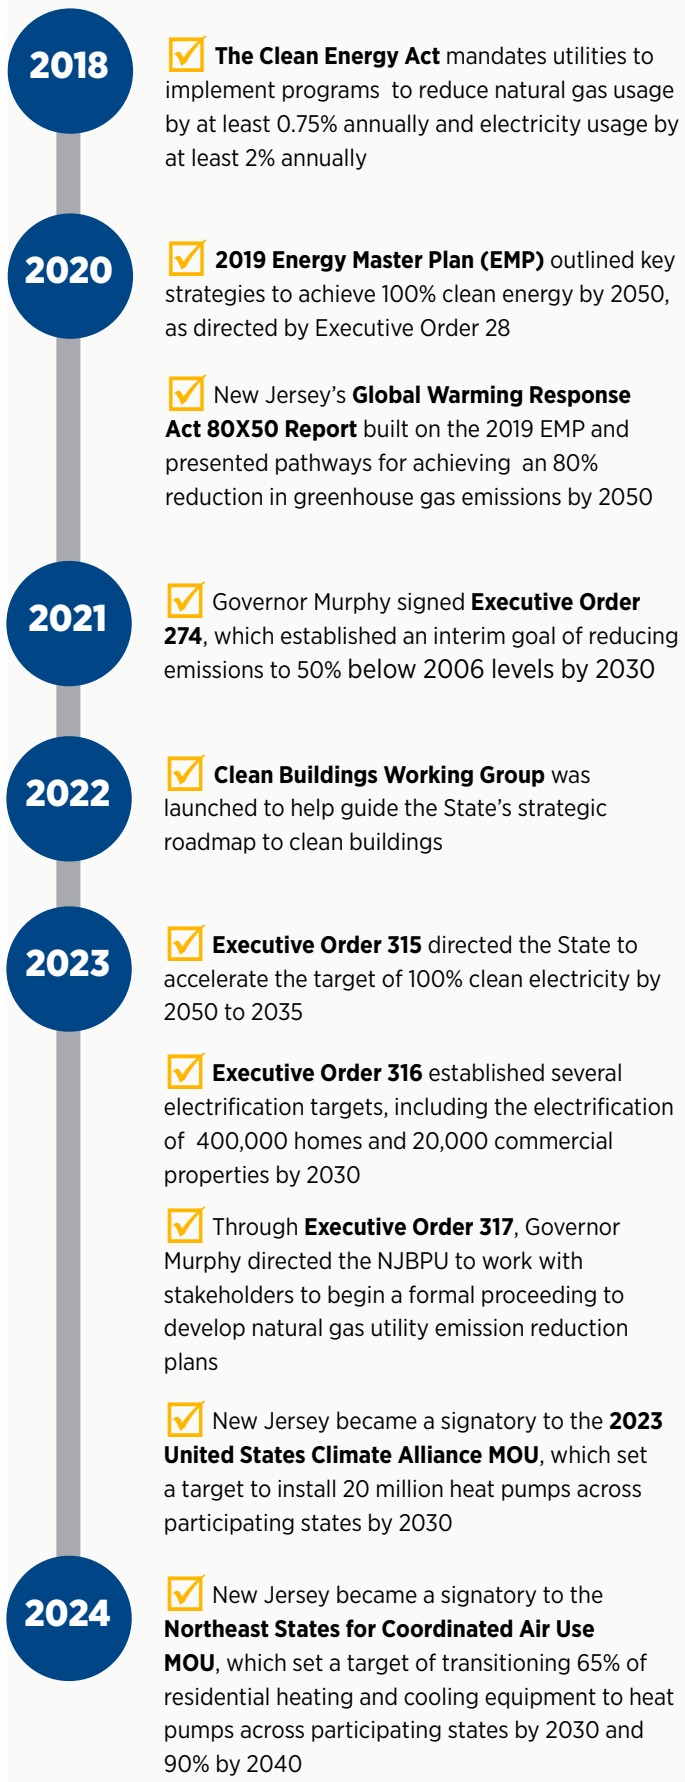 2018
The Clean Energy Act mandates utilities to
implement programs to reduce natural gas usage
by at least 0.75% annually and electricity usage by
at least 2% annually
2020
2019 Energy Master Plan (EMP) outlined key
strategies to achieve 100% clean energy by 2050,
as directed by Executive Order 28
New Jersey’s Global Warming Response
Act 80X50 Report built on the 2019 EMP and
presented pathways for achieving an 80%
reduction in greenhouse gas emissions by 2050
2021
Governor Murphy signed Executive Order
274, which established an interim goal of reducing
emissions to 50% below 2006 levels by 2030
2022
Clean Buildings Working Group was
launched to help guide the State’s strategic
roadmap to clean buildings
2023
Executive Order 315 directed the State to
accelerate the target of 100% clean electricity by
2050 to 2035
Executive Order 316 established several
electrification targets, including the electrification
of 400,000 homes and 20,000 commercial
properties by 2030
Through Executive Order 317, Governor
Murphy directed the NJBPU to work with
stakeholders to begin a formal proceeding to
develop natural gas utility emission reduction
plans
New Jersey became a signatory to the 2023
United States Climate Alliance MOU, which set
a target to install 20 million heat pumps across
participating states by 2030
2024
New Jersey became a signatory to the
Northeast States for Coordinated Air Use
MOU, which set a target of transitioning 65% of
residential heating and cooling equipment to heat
pumps across participating states by 2030 and
90% by 2040